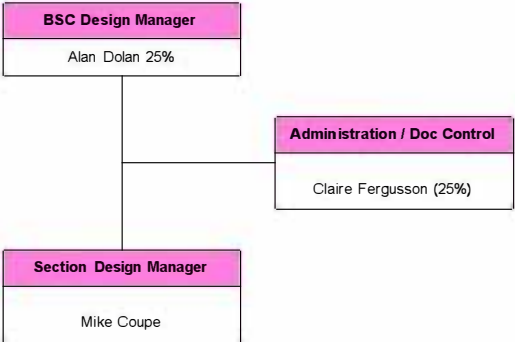 BSC Design Manager
Alan Dolan 25%
Administration / Doc Control
Claire Fergusson (25%)
Section Design Manager
Mike Coupe